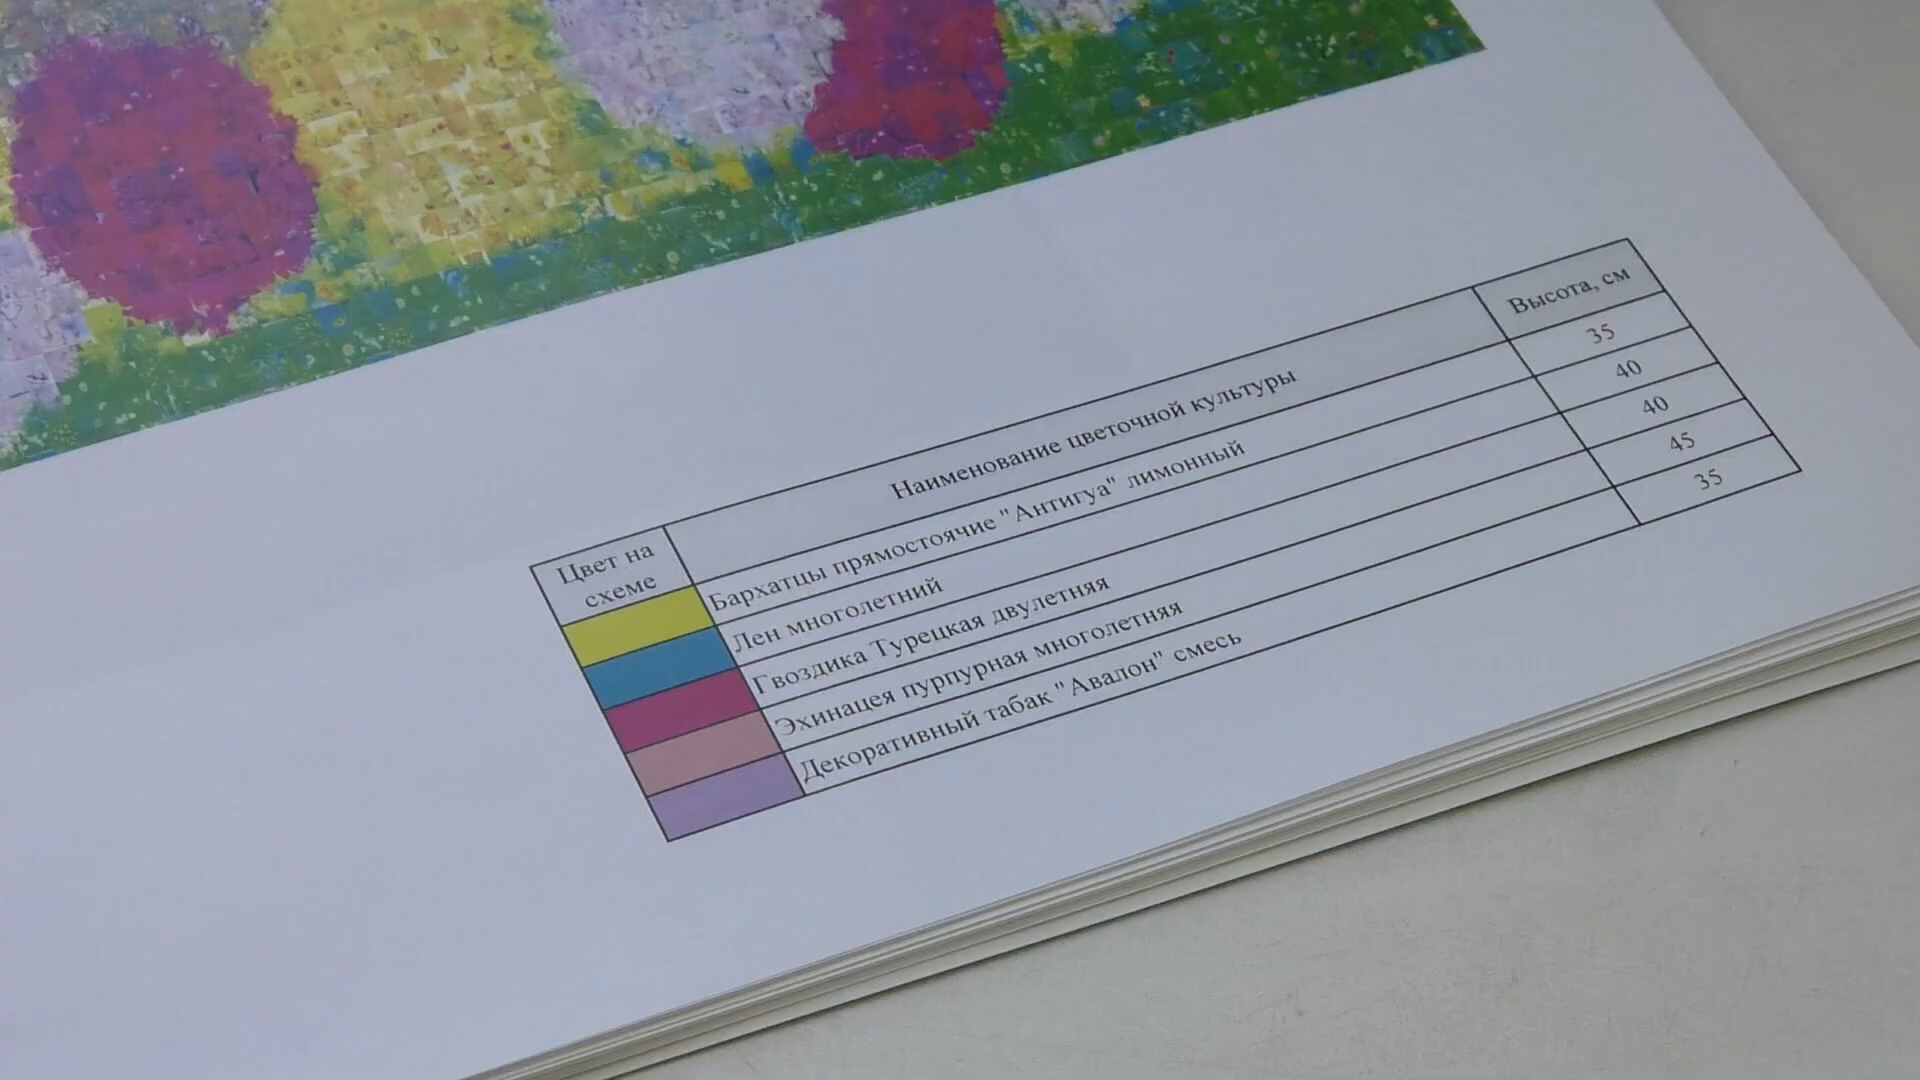 Цвет на
схеме
Наименование цветочной культуры
Высота, см
Бархатцы прямостоячие "Антигуа" лимонный
35
Лен многолетний
40
Гвоздика Турецкая двулетняя
40
Эхинацея пурпурная многолетняя
45
Декоративный табак "Авалон" смесь
35